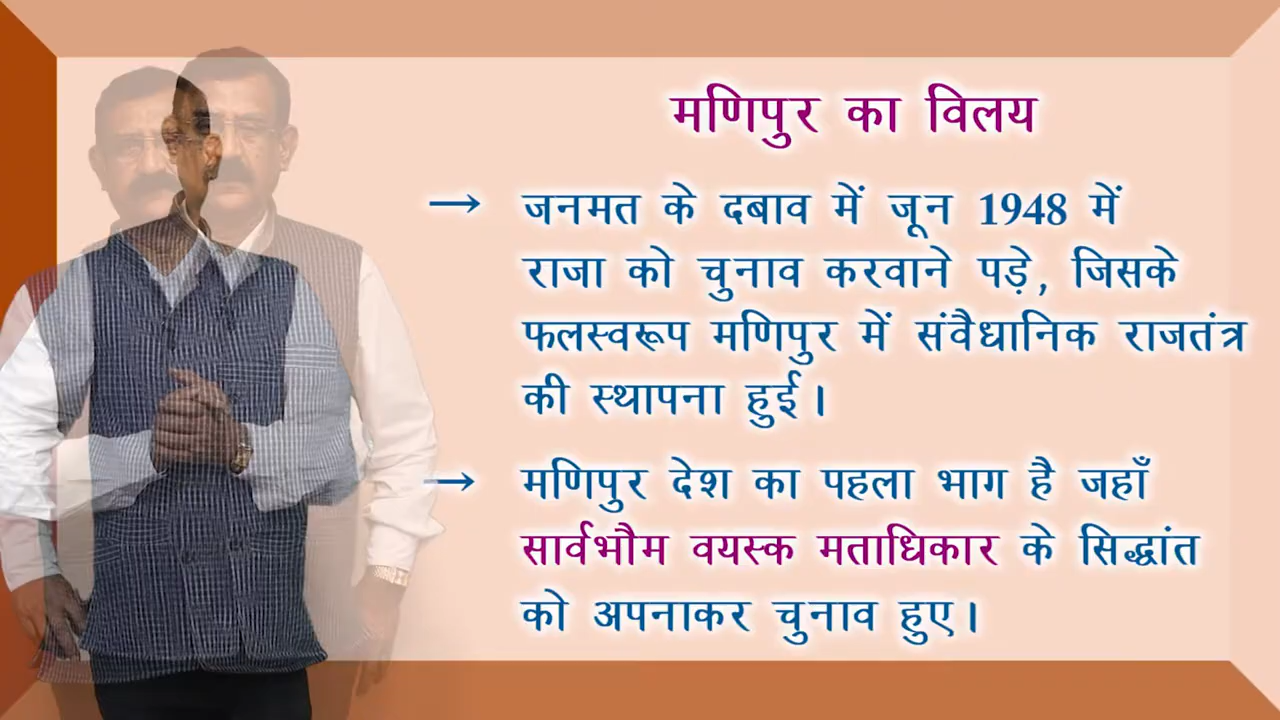 मणिपुर का विलय
→ जनमत के दबाव में जून 1948 में
राजा को चुनाव करवाने पड़े, जिसके
फलस्वरूप मणिपुर में संवैधानिक राजतंत्र
की स्थापना हुई।
→ मणिपुर देश का पहला भाग है जहाँ
सार्वभौम वयस्क मताधिकार के सिद्धांत
को अपनाकर चुनाव हुए।